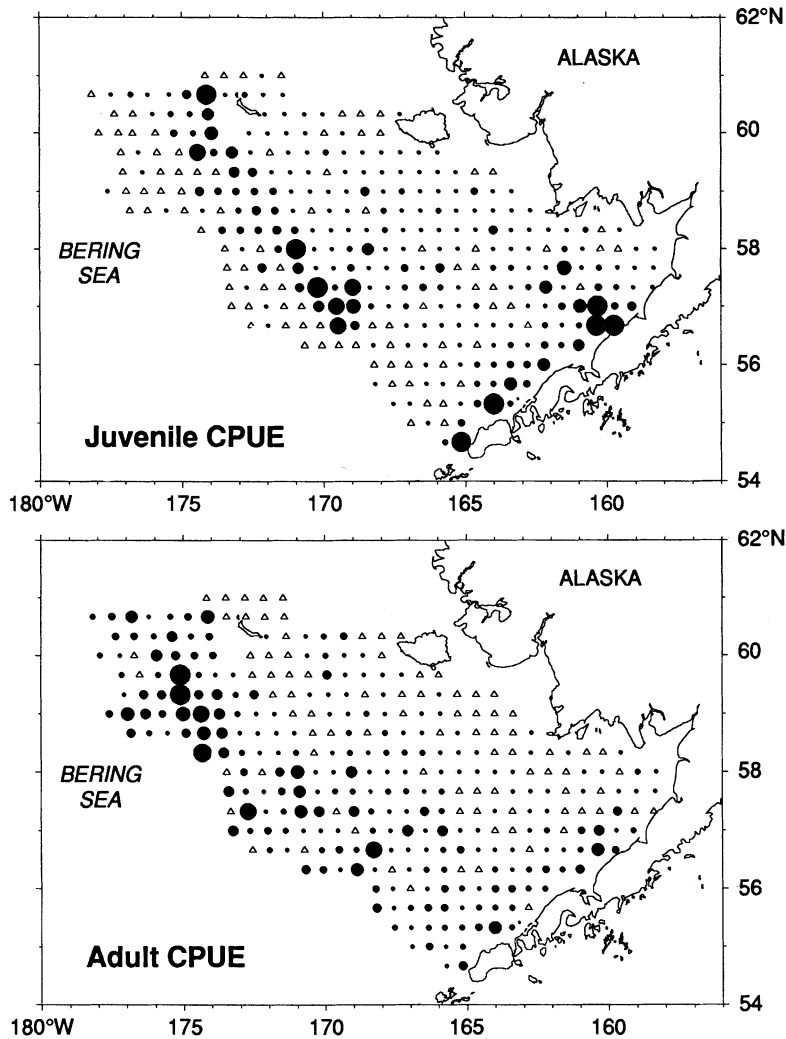 62°N
ALASKA
60
BERING
SEA
58
56
Juvenile CPUE
54
180°W 175 170 165 160
62°N
ALASKA
60
BERING
SEA
58
56
Adult CPUE
54
180°W 175 170 165 160